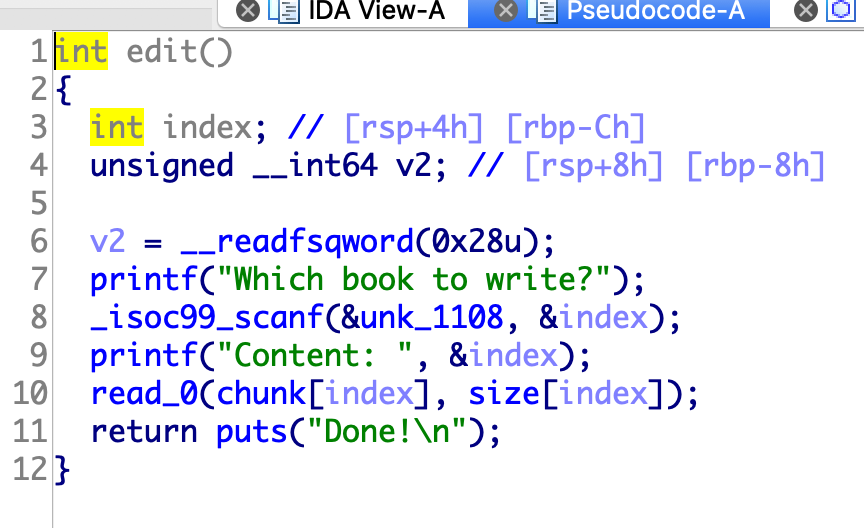 IDA View-A Pseudocode-A
1 int edit()
2 {
3   int index; // [rsp+4h] [rbp-Ch]
4   unsigned __int64 v2; // [rsp+8h] [rbp-8h]
5
6   v2 = __readfsqword(0x28u);
7   printf("Which book to write?");
8   _isoc99_scanf(&unk_1108, &index);
9   printf("Content: ", &index);
10   read_0(chunk[index], size[index]);
11   return puts("Done!\n");
12 }